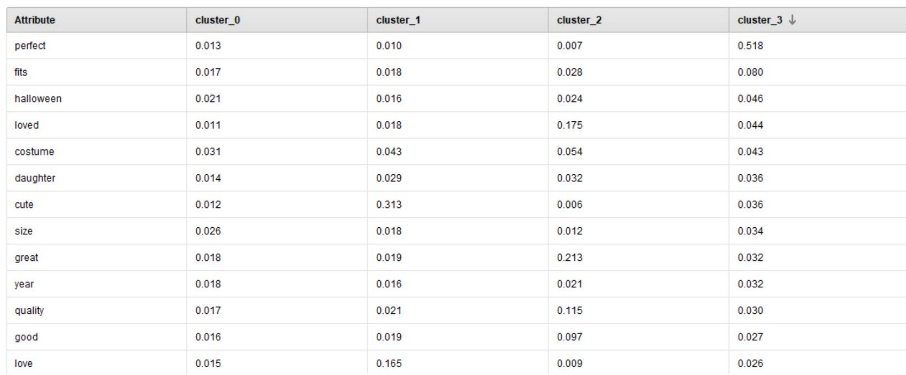 Attribute cluster_0 cluster_1 cluster_2 cluster_3 ↓
perfect 0.013 0.010 0.007 0.518
fits 0.017 0.018 0.028 0.080
halloween 0.021 0.016 0.024 0.046
loved 0.011 0.018 0.175 0.044
costume 0.031 0.043 0.054 0.043
daughter 0.014 0.029 0.032 0.036
cute 0.012 0.313 0.006 0.036
size 0.026 0.018 0.012 0.034
great 0.018 0.019 0.213 0.032
year 0.018 0.016 0.021 0.032
quality 0.017 0.021 0.115 0.030
good 0.016 0.019 0.097 0.027
love 0.015 0.165 0.009 0.026